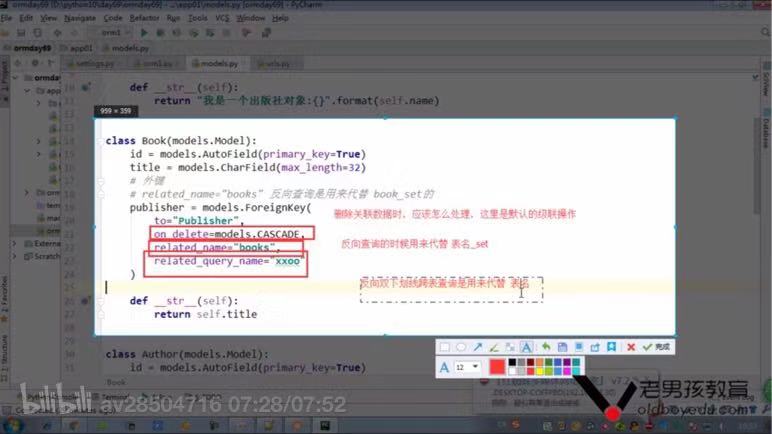 ormday69 [D:\python10\ormday69] - ...\app01\models.py [ormday69] - PyCharm
File Edit View Navigate Code Refactor Run Tools VCS Window Help
orm1
ormday69 app01 models.py
settings.py orm1.py models.py urls.py
def __str__(self):
return "我是一个出版社对象:{}".format(self.name)
959 × 359
class Book(models.Model):
id = models.AutoField(primary_key=True)
title = models.CharField(max_length=32)
# 外键
# related_name="books" 反向查询是用来代替 book_set的
publisher = models.ForeignKey(
to="Publisher",
on_delete=models.CASCADE,
related_name="books",
related_query_name="xxoo"
)
删除关联数据时，应该怎么处理，这里是默认的级联操作
反向查询的时候用来代替 表名_set
反向双下划线跨表查询是用来代替 表名
def __str__(self):
return self.title
class Author(models.Model):
id = models.AutoField(primary_key=True)
完成
A 12
Book
bilibili av28504716 07:28/07:52
老男孩教育
oldboyedu.com